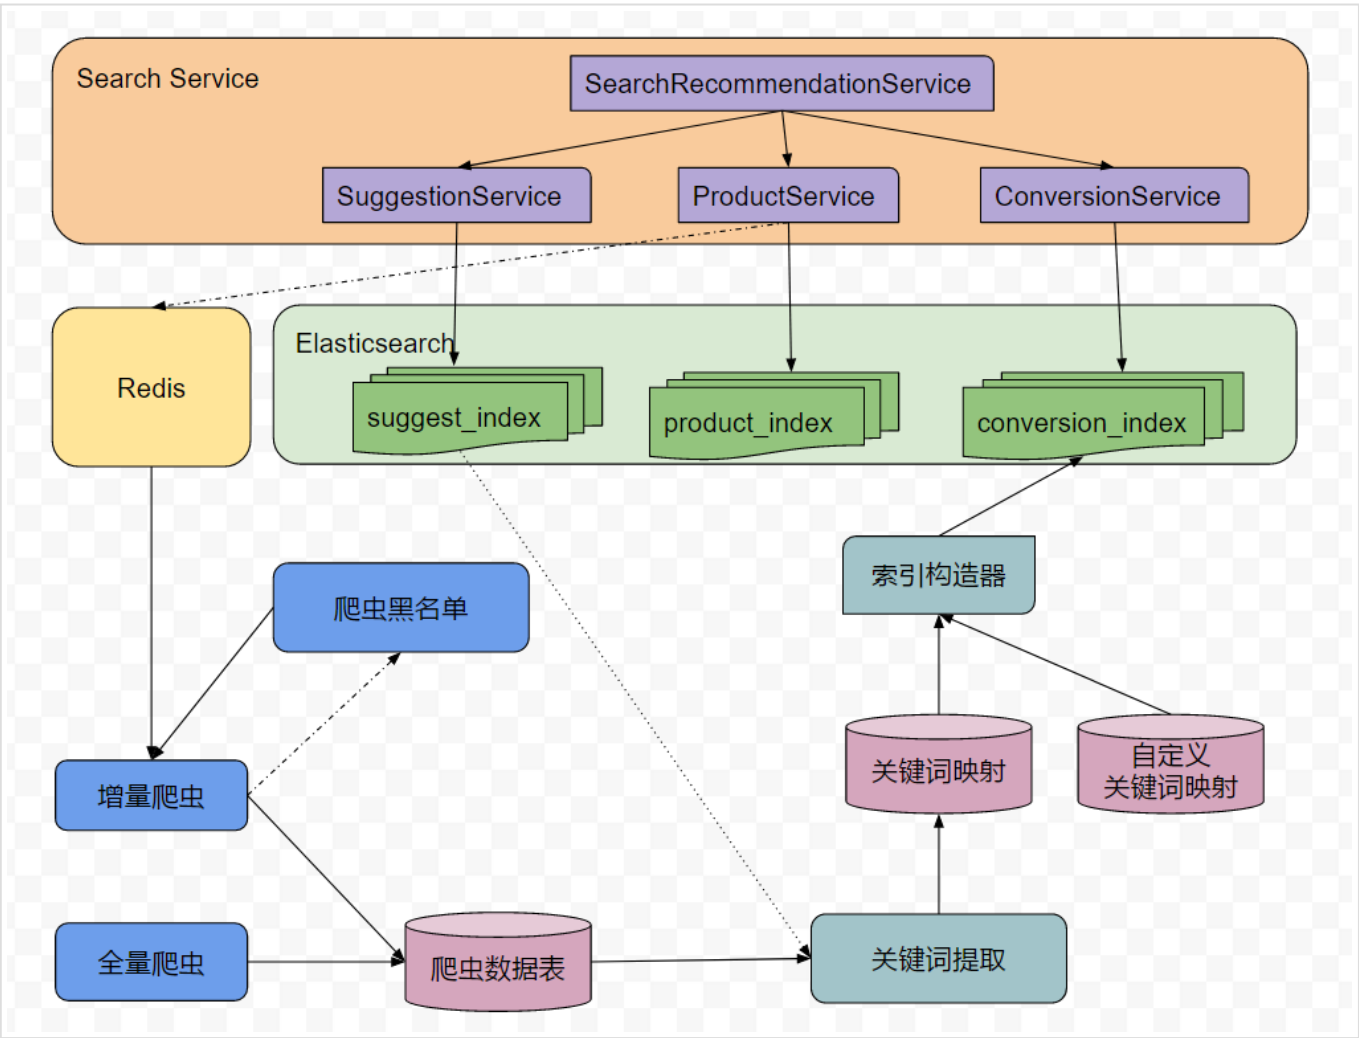 Search Service
SearchRecommendationService
SuggestionService
ProductService
ConversionService
Redis
Elasticsearch
suggest_index
product_index
conversion_index
索引构造器
爬虫黑名单
关键词映射
自定义
关键词映射
增量爬虫
全量爬虫
爬虫数据表
关键词提取